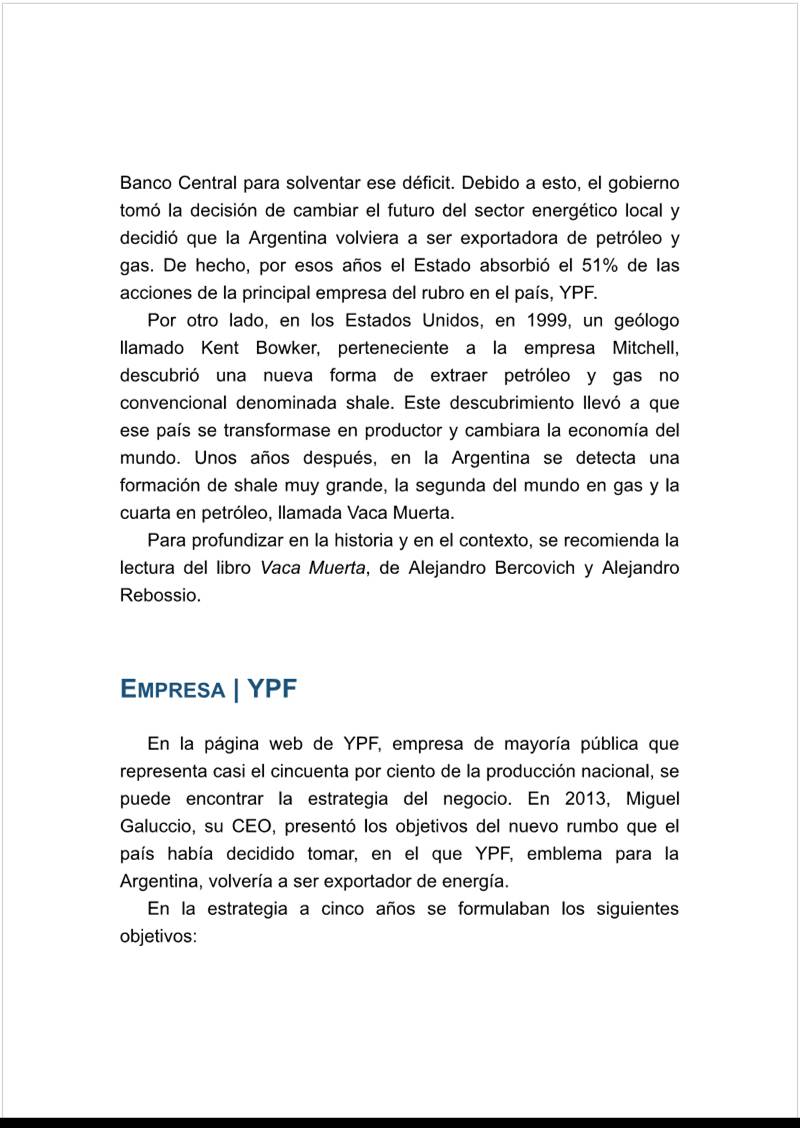 Banco Central para solventar ese déficit. Debido a esto, el gobierno
tomó la decisión de cambiar el futuro del sector energético local y
decidió que la Argentina volviera a ser exportadora de petróleo y
gas. De hecho, por esos años el Estado absorbió el 51% de las
acciones de la principal empresa del rubro en el país, YPF.
Por otro lado, en los Estados Unidos, en 1999, un geólogo
llamado Kent Bowker, perteneciente a la empresa Mitchell,
descubrió una nueva forma de extraer petróleo y gas no
convencional denominada shale. Este descubrimiento llevó a que
ese país se transformase en productor y cambiara la economía del
mundo. Unos años después, en la Argentina se detecta una
formación de shale muy grande, la segunda del mundo en gas y la
cuarta en petróleo, llamada Vaca Muerta.
Para profundizar en la historia y en el contexto, se recomienda la
lectura del libro Vaca Muerta, de Alejandro Bercovich y Alejandro
Rebossio.
EMPRESA | YPF
En la página web de YPF, empresa de mayoría pública que
representa casi el cincuenta por ciento de la producción nacional, se
puede encontrar la estrategia del negocio. En 2013, Miguel
Galuccio, su CEO, presentó los objetivos del nuevo rumbo que el
país había decidido tomar, en el que YPF, emblema para la
Argentina, volvería a ser exportador de energía.
En la estrategia a cinco años se formulaban los siguientes
objetivos: